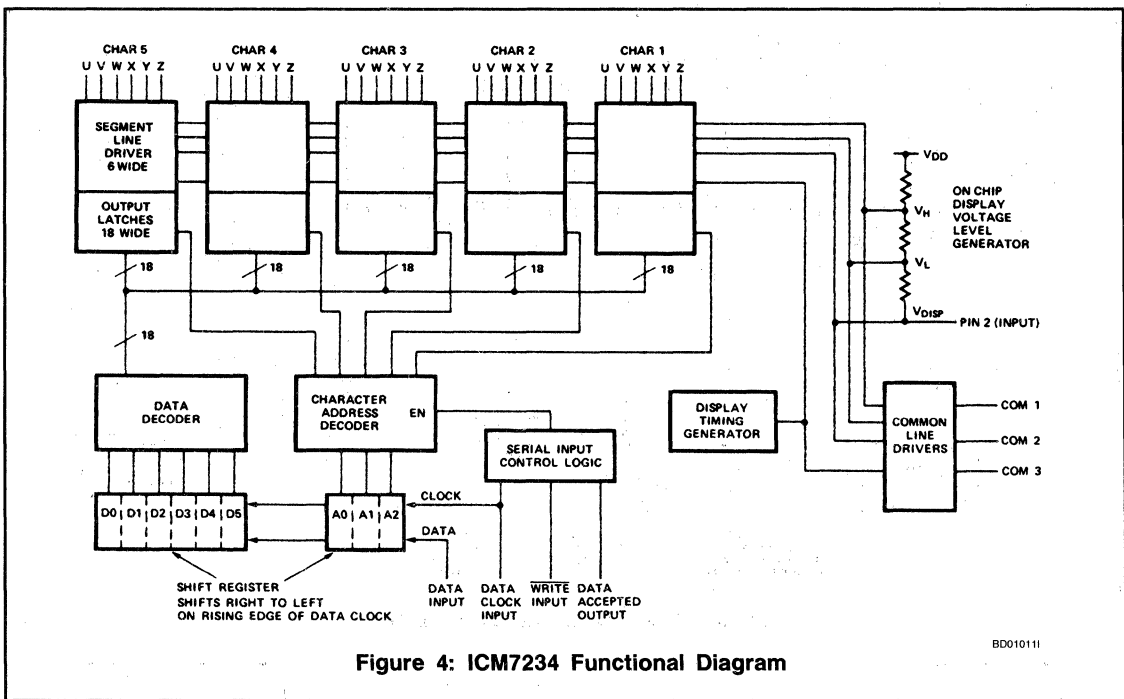 CHAR 5 CHAR 4 CHAR 3 CHAR 2 CHAR 1
U V W X Y Z U V W X Y Z U V W X Y Z U V W X Y Z U V W X Y Z
SEGMENT
LINE
DRIVER
6 WIDE
OUTPUT
LATCHES
18 WIDE
VDD
VH
VL
VDISP
ON CHIP
DISPLAY
VOLTAGE
LEVEL
GENERATOR
PIN 2 (INPUT)
18 18 18 18 18
18
DATA
DECODER
CHARACTER
ADDRESS
DECODER
EN
SERIAL INPUT
CONTROL LOGIC
DISPLAY
TIMING
GENERATOR
COMMON
LINE
DRIVERS
COM 1
COM 2
COM 3
D0 D1 D2 D3 D4 D5
A0 A1 A2
CLOCK
DATA
SHIFT REGISTER
SHIFTS RIGHT TO LEFT
ON RISING EDGE OF DATA CLOCK
DATA
INPUT
DATA
CLOCK
INPUT
WRITE
INPUT
DATA
ACCEPTED
OUTPUT
BD01011I
Figure 4: ICM7234 Functional Diagram